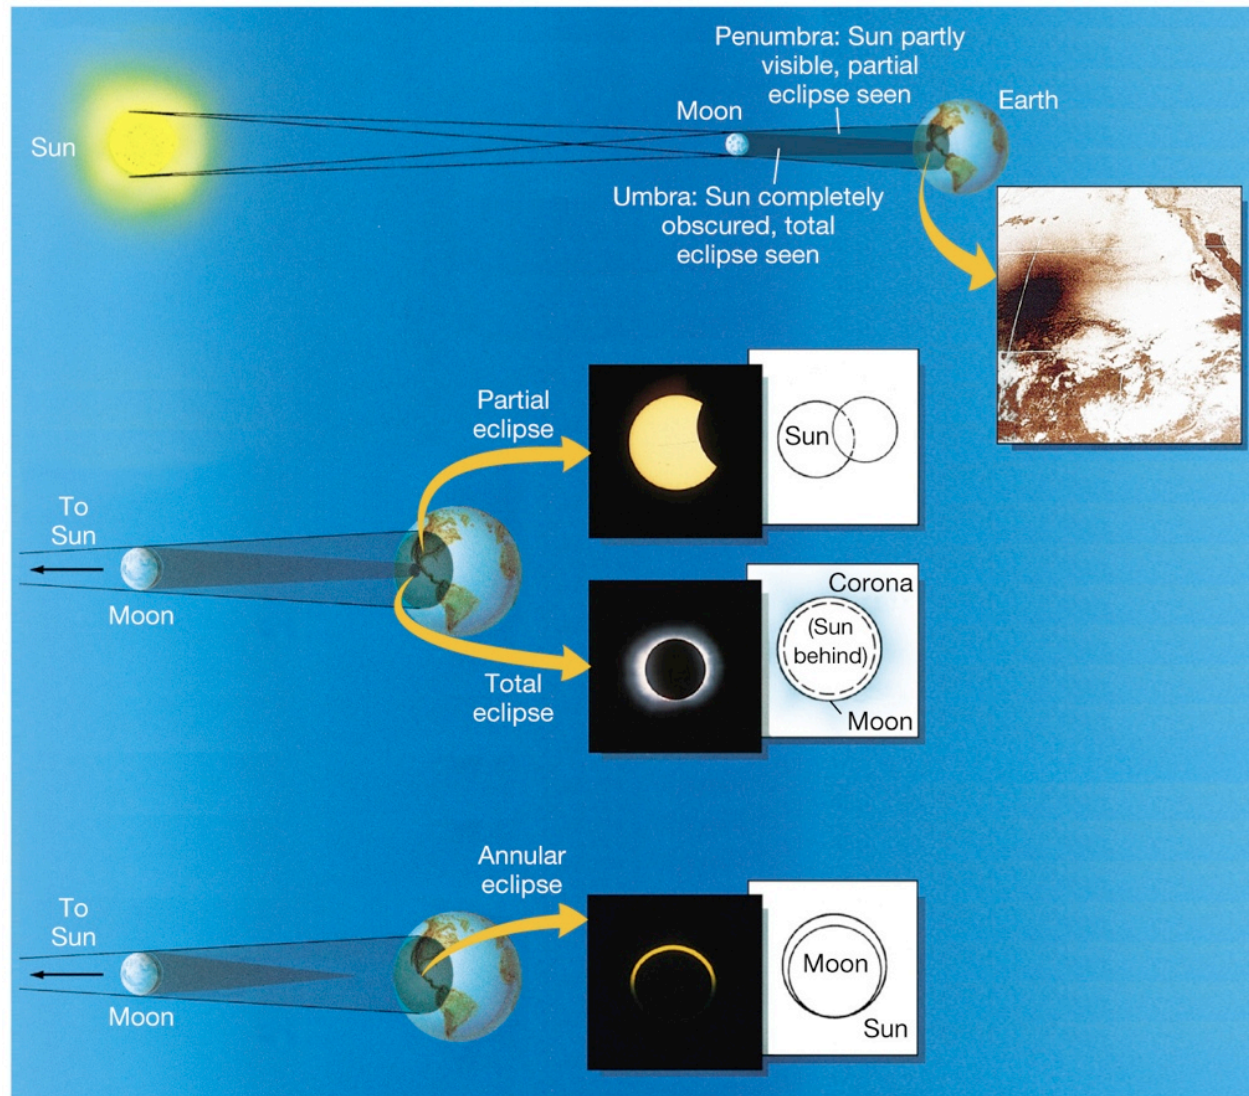 Penumbra: Sun partly
visible, partial
eclipse seen
Moon
Earth
Sun
Umbra: Sun completely
obscured, total
eclipse seen
Partial
eclipse
Sun
To
Sun
Moon
Corona
(Sun
behind)
Moon
Total
eclipse
Annular
eclipse
To
Sun
Moon
Moon
Sun